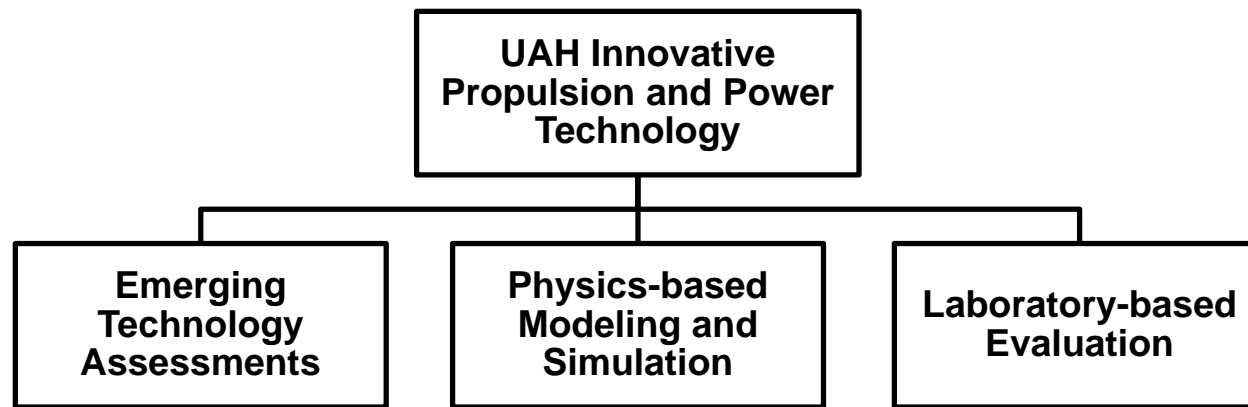 UAH Innovative
Propulsion and Power
Technology
Emerging
Technology
Assessments
Physics-based
Modeling and
Simulation
Laboratory-based
Evaluation